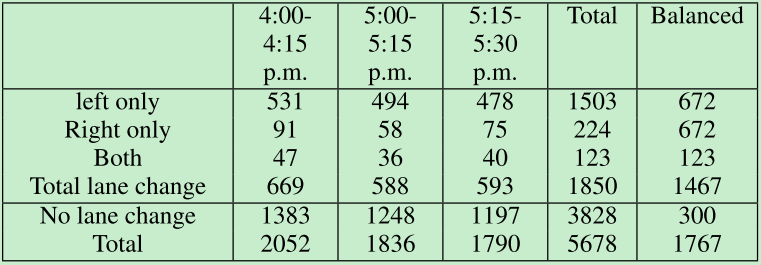 4:00- 5:00- 5:15- Total Balanced
4:15 5:15 5:30
p.m. p.m. p.m.
left only 531 494 478 1503 672
Right only 91 58 75 224 672
Both 47 36 40 123 123
Total lane change 669 588 593 1850 1467
No lane change 1383 1248 1197 3828 300
Total 2052 1836 1790 5678 1767